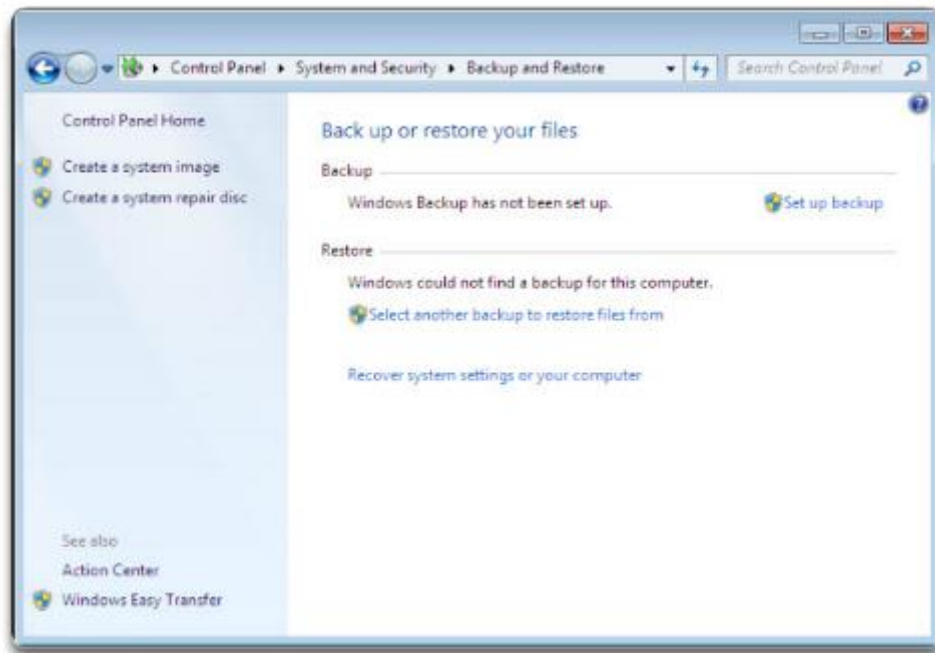 Control Panel System and Security Backup and Restore Search Control Panel
Control Panel Home
Create a system image
Create a system repair disc
Back up or restore your files
Backup
Windows Backup has not been set up. Set up backup
Restore
Windows could not find a backup for this computer.
Select another backup to restore files from
Recover system settings or your computer
See also
Action Center
Windows Easy Transfer